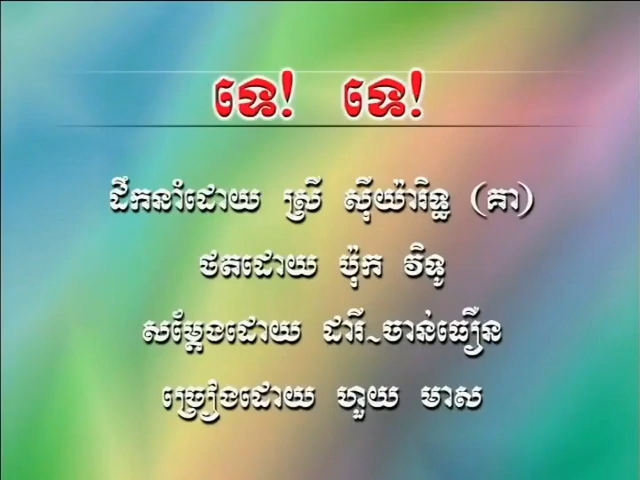 ទេ! ទេ!
ដឹកនាំដោយ ស្រី ស៊ីយ៉ារិទ្ធ (គា)
ថតដោយ ប៉ុក វិទូ
សម្ដែងដោយ ដារី~ចាន់ធឿន
ច្រៀងដោយ ហួយ មាស